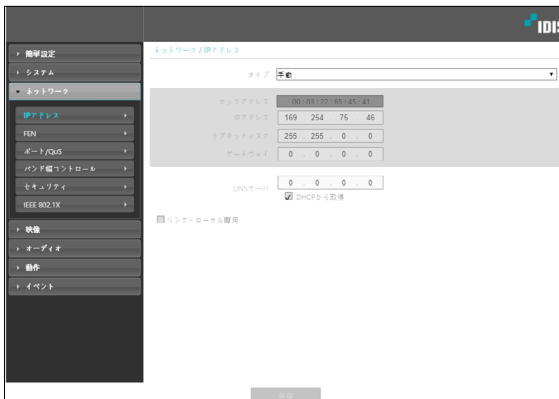 IDIS
簡単設定
システム
ネットワーク
IPアドレス
FEN
ポート/QoS
バンド幅コントロール
セキュリティ
IEEE 802.1X
映像
オーディオ
動作
イベント
ネットワーク / IPアドレス
タイプ 手動
マックアドレス 00 : 03 : 22 : 65 : 45 : 41
IPアドレス 169 254 75 46
サブネットマスク 255 . 255 . 0 . 0
ゲートウェイ 0 . 0 . 0 . 0
DNSサーバ 0 . 0 . 0 . 0
DHCPから取得
リンク-ローカル専用